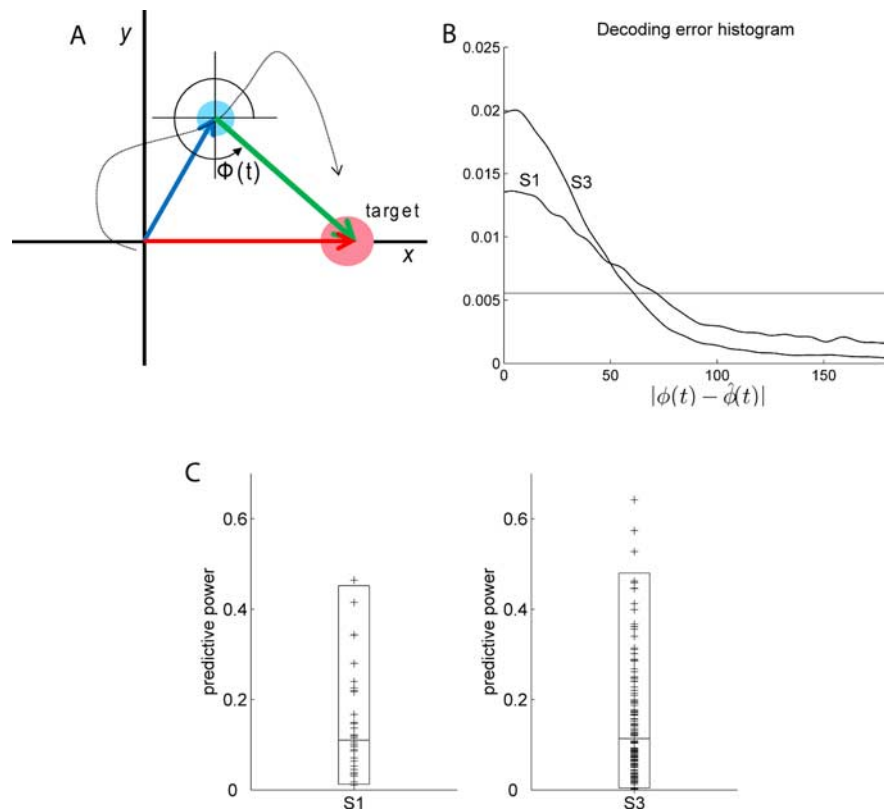 A
y
Φ(t)
target
x
B
Decoding error histogram
0.025
0.02
0.015
0.01
0.005
0
S1
S3
0
50
100
150
|ϕ(t) − ϕ̂(t)|
C
predictive power
0.6
0.4
0.2
0
S1
predictive power
0.6
0.4
0.2
0
S3